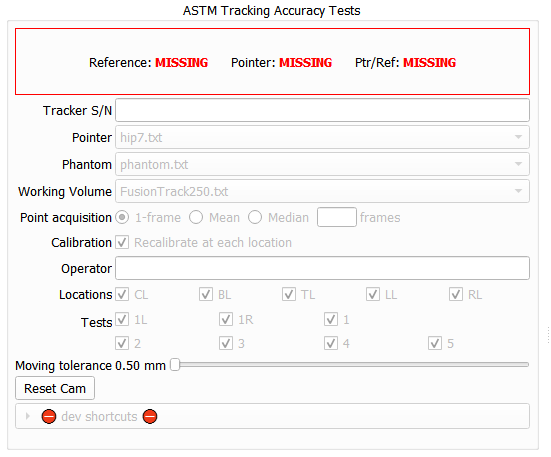 ASTM Tracking Accuracy Tests
Reference: MISSING Pointer: MISSING Ptr/Ref: MISSING
Tracker S/N
Pointer hip7.txt
Phantom phantom.txt
Working Volume FusionTrack250.txt
Point acquisition 1-frame Mean Median frames
Calibration Recalibrate at each location
Operator
Locations CL BL TL LL RL
Tests 1L 1R 1
2 3 4 5
Moving tolerance 0.50 mm
Reset Cam
dev shortcuts